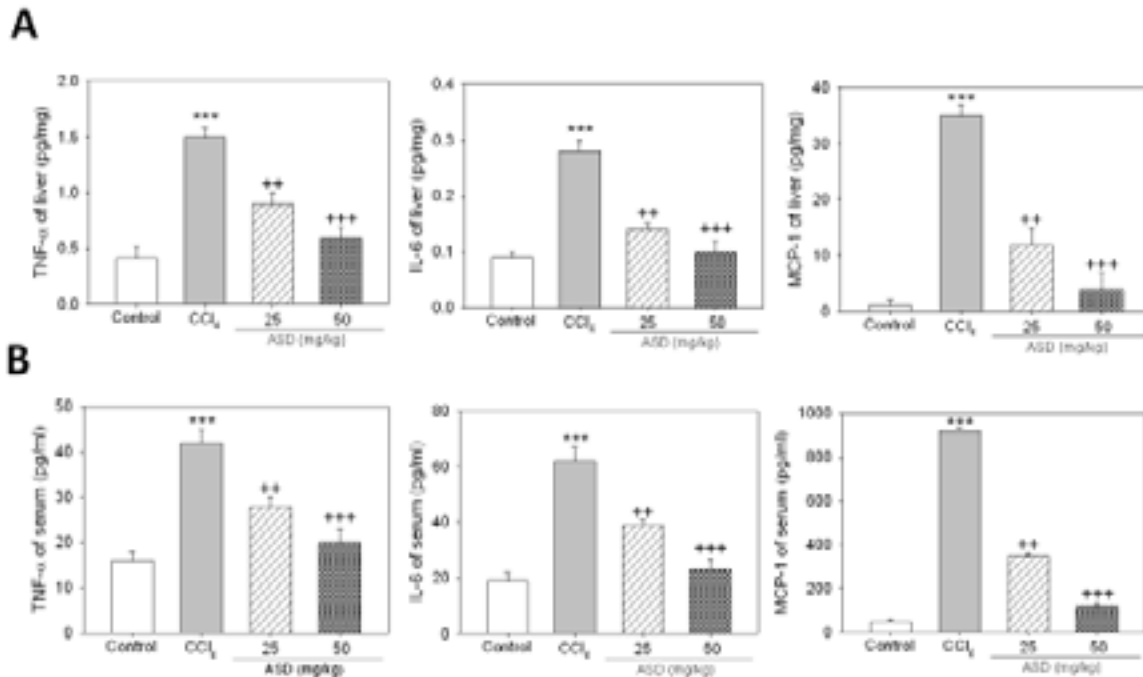 A
TNF-α of liver (pg/mg)
2.0
1.5
1.0
0.5
0.0
***
++
+++
Control
CCl₄
25
50
ASD (mg/kg)
IL-6 of liver (pg/mg)
0.4
0.3
0.2
0.1
0.0
***
++
+++
Control
CCl₄
25
50
ASD (mg/kg)
MCP-1 of liver (pg/mg)
40
30
20
10
0
***
++
+++
Control
CCl₄
25
50
ASD (mg/kg)
B
TNF-α of serum (pg/ml)
50
40
30
20
10
0
***
++
+++
Control
CCl₄
25
50
ASD (mg/kg)
IL-6 of serum (pg/ml)
80
60
40
20
0
***
++
+++
Control
CCl₄
25
50
ASD (mg/kg)
MCP-1 of serum (pg/ml)
1000
800
600
400
200
0
***
++
+++
Control
CCl₄
25
50
ASD (mg/kg)